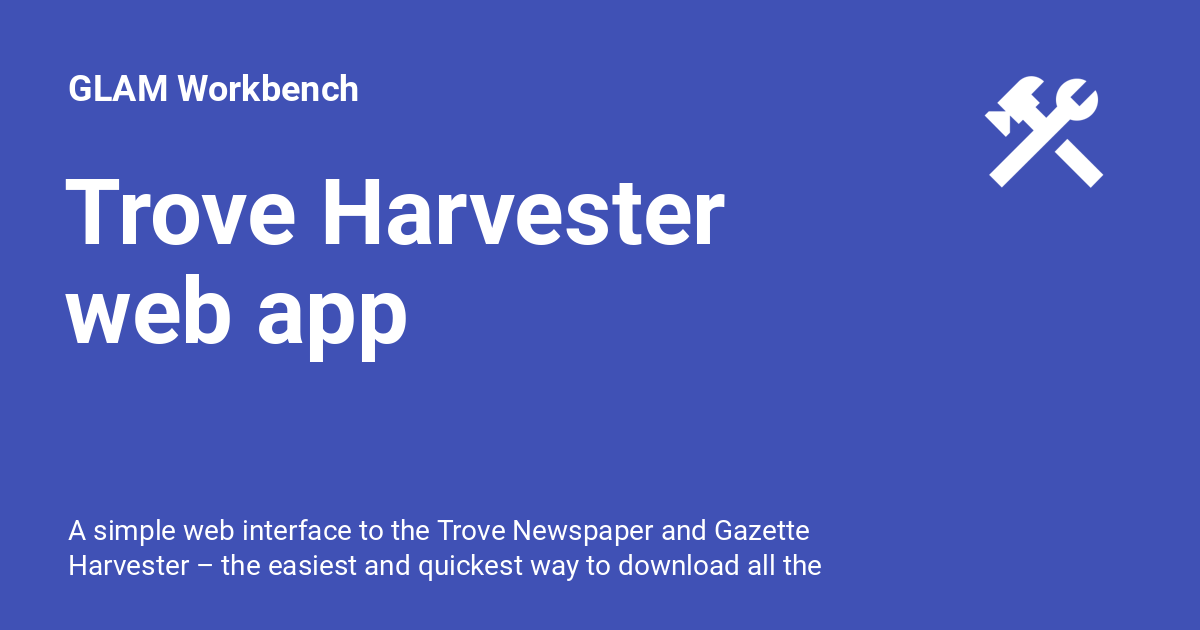 GLAM Workbench
Trove Harvester
web app
A simple web interface to the Trove Newspaper and Gazette
Harvester – the easiest and quickest way to download all the